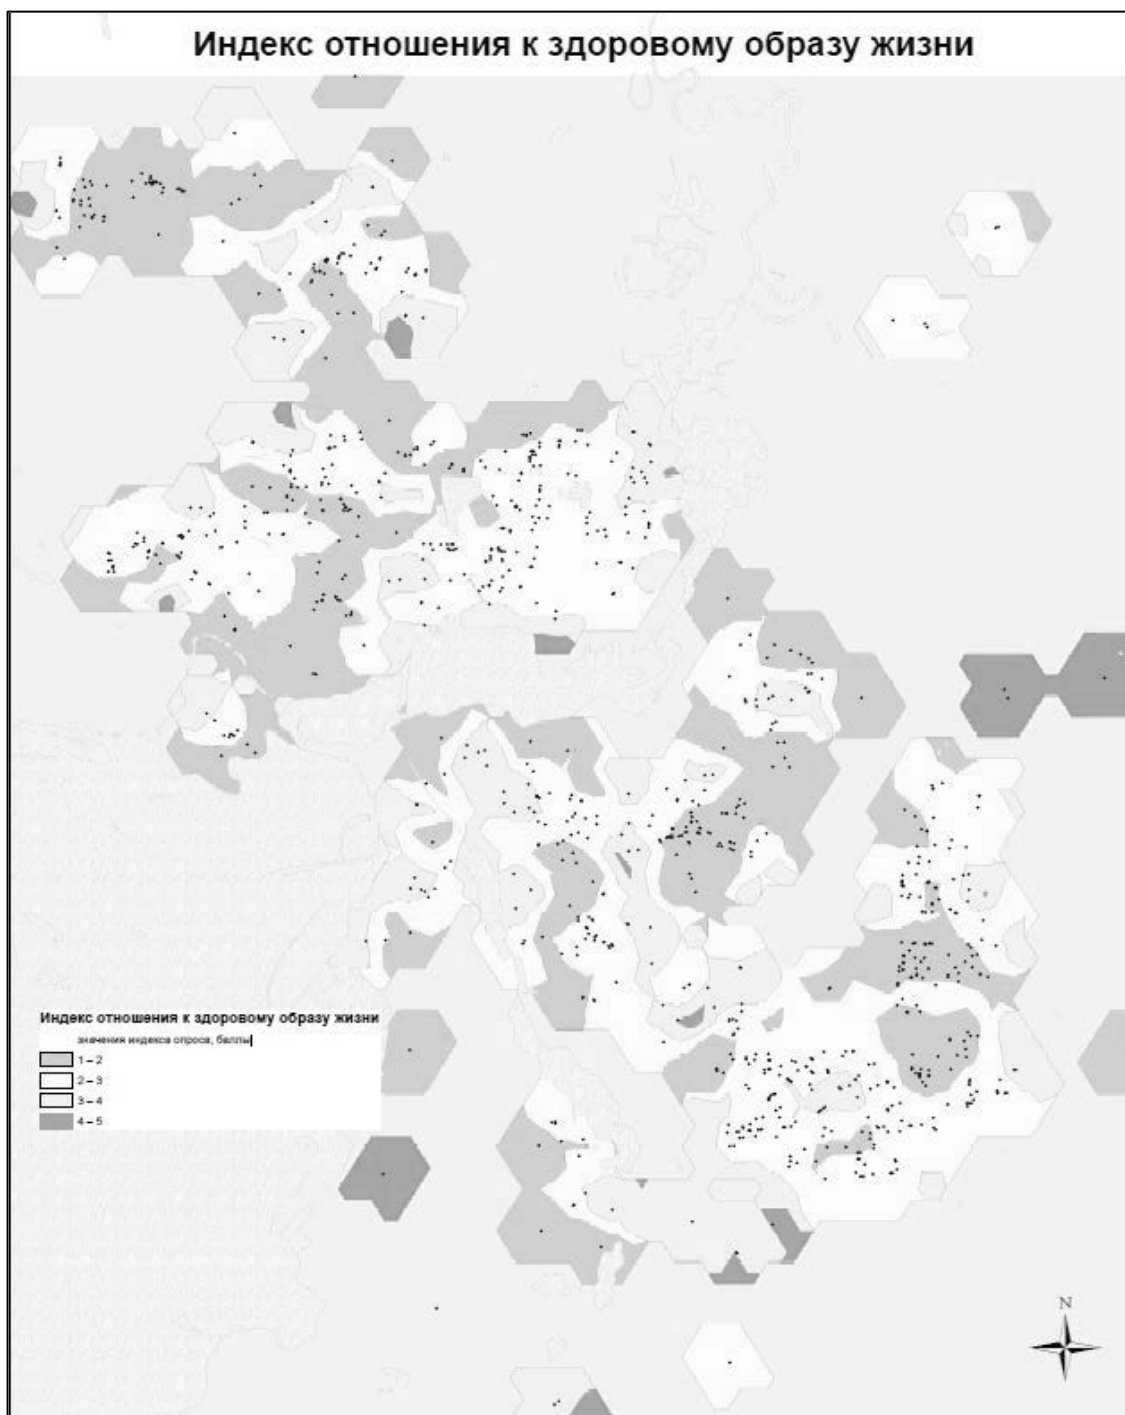 Индекс отношения к здоровому образу жизни
N
Индекс отношения к здоровому образу жизни
значения индекса опроса, баллы
1 – 2
2 – 3
3 – 4
4 – 5